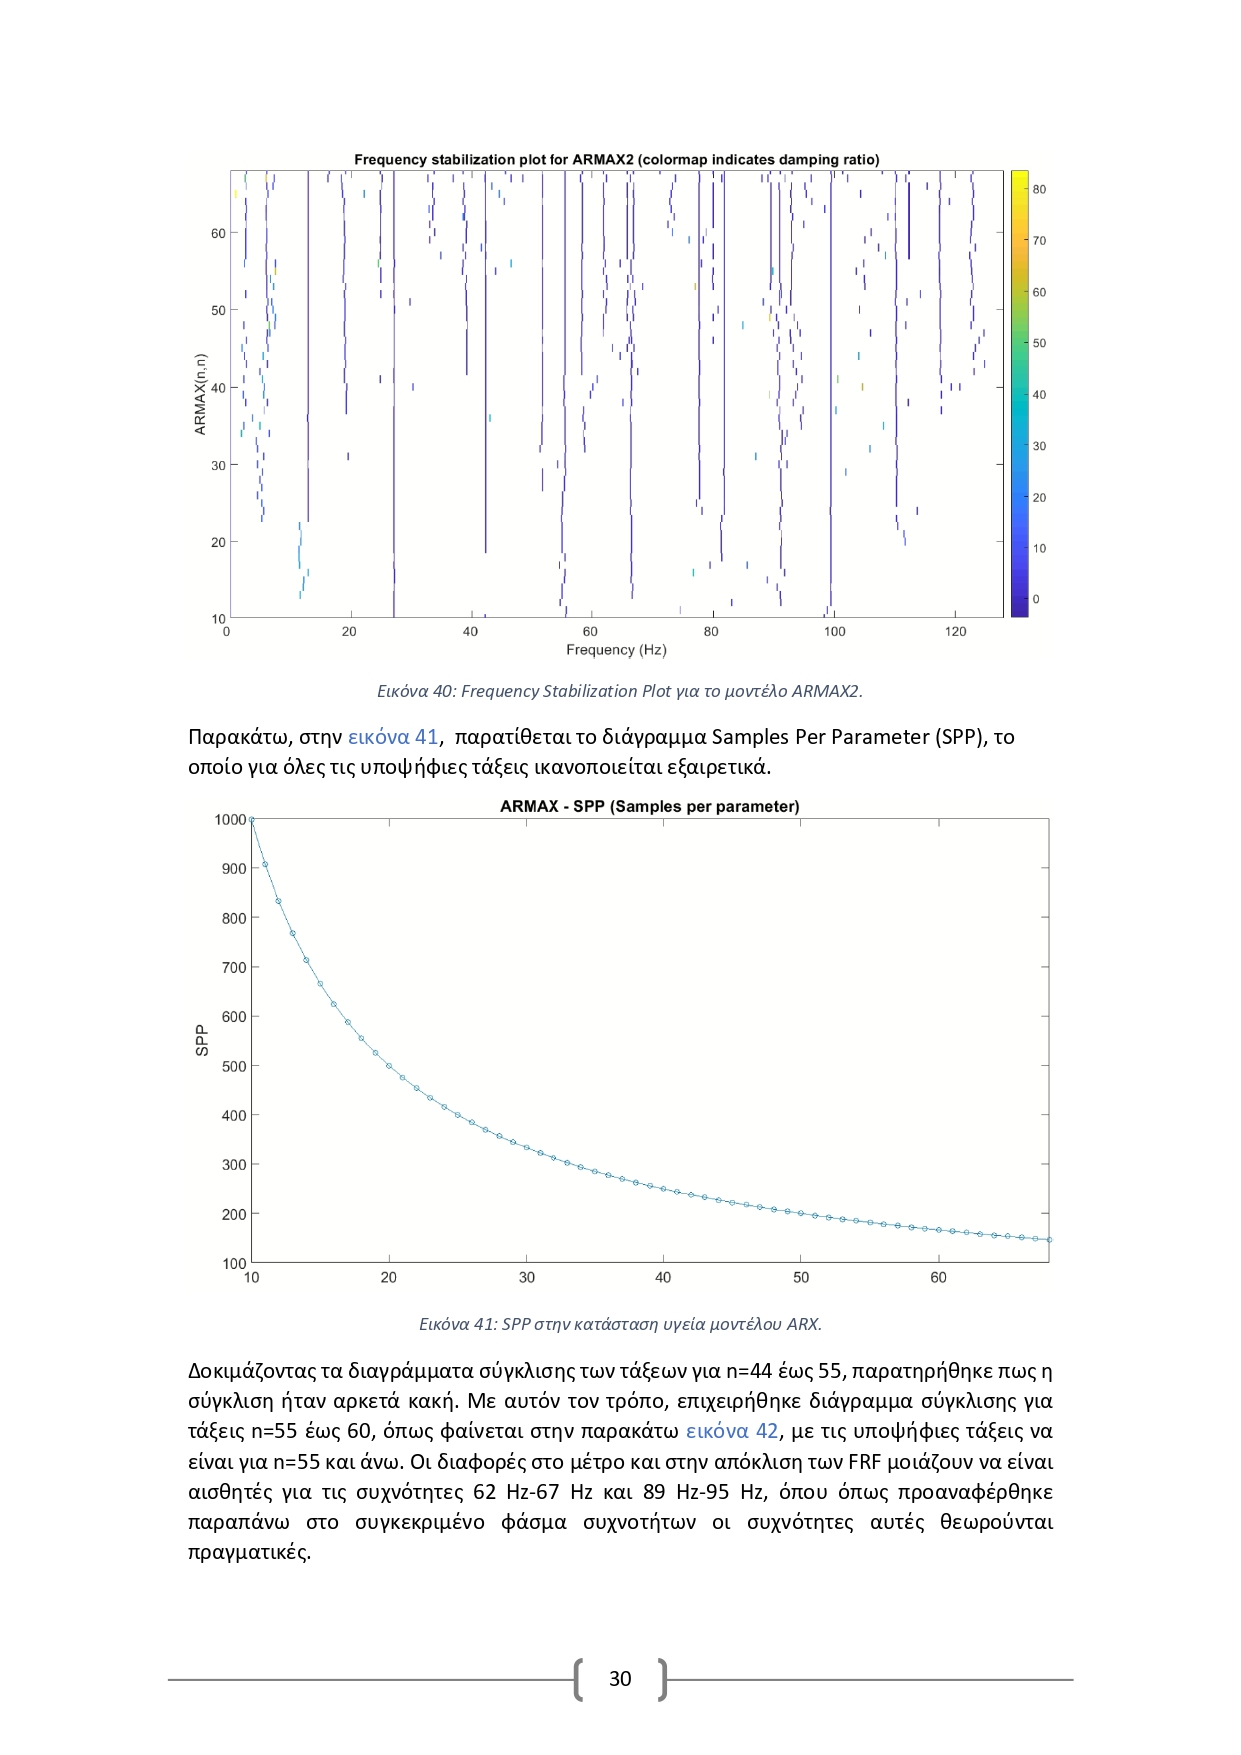 Frequency stabilization plot for ARMAX2 (colormap indicates damping ratio)
80
70
60
60
50
50
ARMAX(n,n)
40
40
30
30
20
20
10
10
0
0
20
40
60
80
100
120
Frequency (Hz)
Εικόνα 40: Frequency Stabilization Plot για το μοντέλο ARMAX2.
Παρακάτω, στην εικόνα 41, παρατίθεται το διάγραμμα Samples Per Parameter (SPP), το
οποίο για όλες τις υποψήφιες τάξεις ικανοποιείται εξαιρετικά.
ARMAX - SPP (Samples per parameter)
1000
900
800
700
600
SPP
500
400
300
200
100
10
20
30
40
50
60
Εικόνα 41: SPP στην κατάσταση υγεία μοντέλου ARX.
Δοκιμάζοντας τα διαγράμματα σύγκλισης των τάξεων για n=44 έως 55, παρατηρήθηκε πως η
σύγκλιση ήταν αρκετά κακή. Με αυτόν τον τρόπο, επιχειρήθηκε διάγραμμα σύγκλισης για
τάξεις n=55 έως 60, όπως φαίνεται στην παρακάτω εικόνα 42, με τις υποψήφιες τάξεις να
είναι για n=55 και άνω. Οι διαφορές στο μέτρο και στην απόκλιση των FRF μοιάζουν να είναι
αισθητές για τις συχνότητες 62 Hz-67 Hz και 89 Hz-95 Hz, όπου όπως προαναφέρθηκε
παραπάνω στο συγκεκριμένο φάσμα συχνοτήτων οι συχνότητες αυτές θεωρούνται
πραγματικές.
30